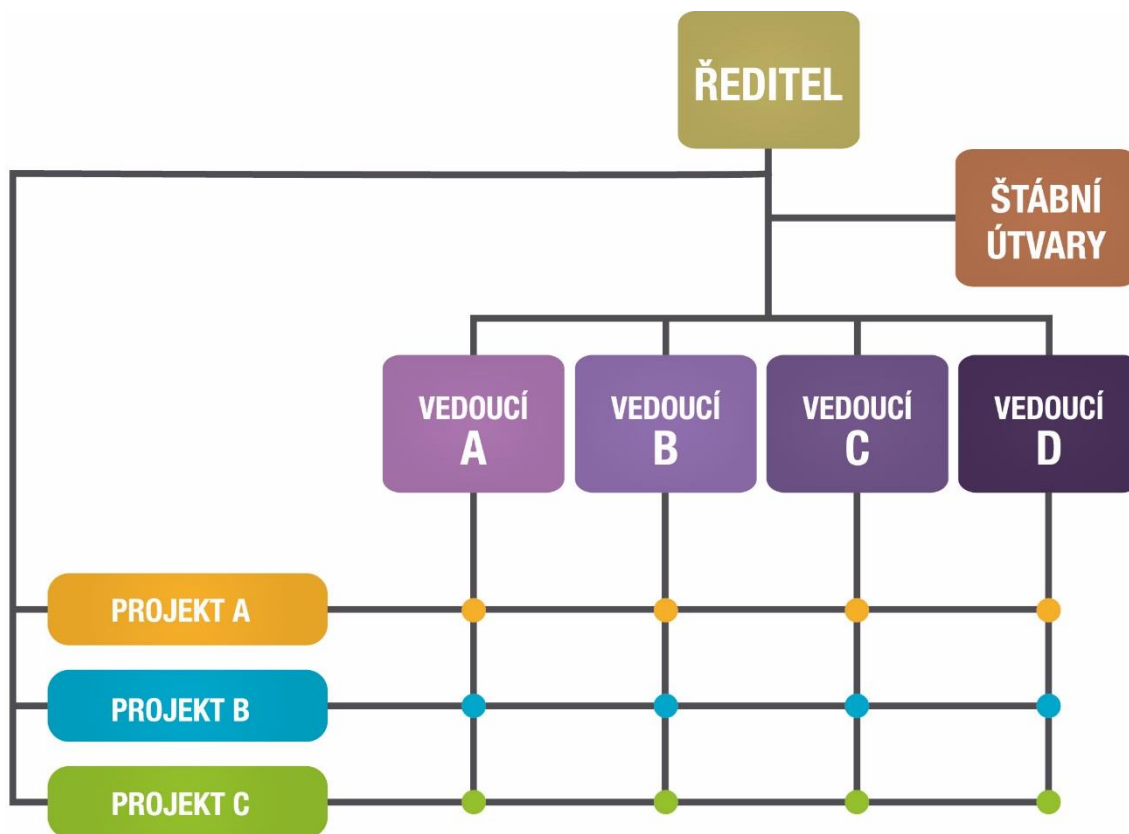 ŘEDITEL
ŠTÁBNÍ
ÚTVARY
VEDOUCÍ
A
VEDOUCÍ
B
VEDOUCÍ
C
VEDOUCÍ
D
PROJEKT A
PROJEKT B
PROJEKT C